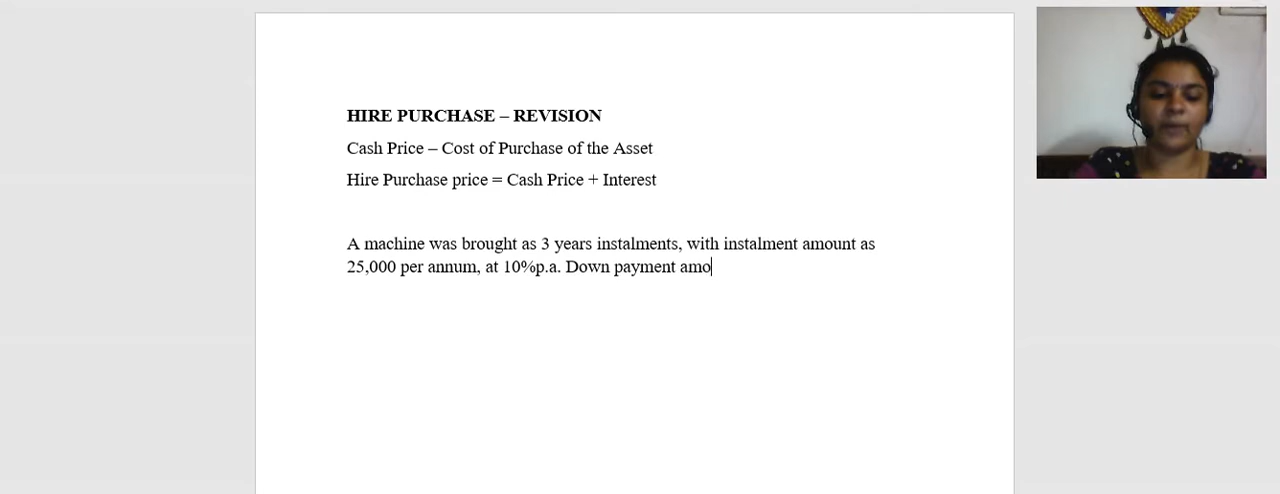 HIRE PURCHASE – REVISION
Cash Price – Cost of Purchase of the Asset
Hire Purchase price = Cash Price + Interest
A machine was brought as 3 years instalments, with instalment amount as
25,000 per annum, at 10%p.a. Down payment amo